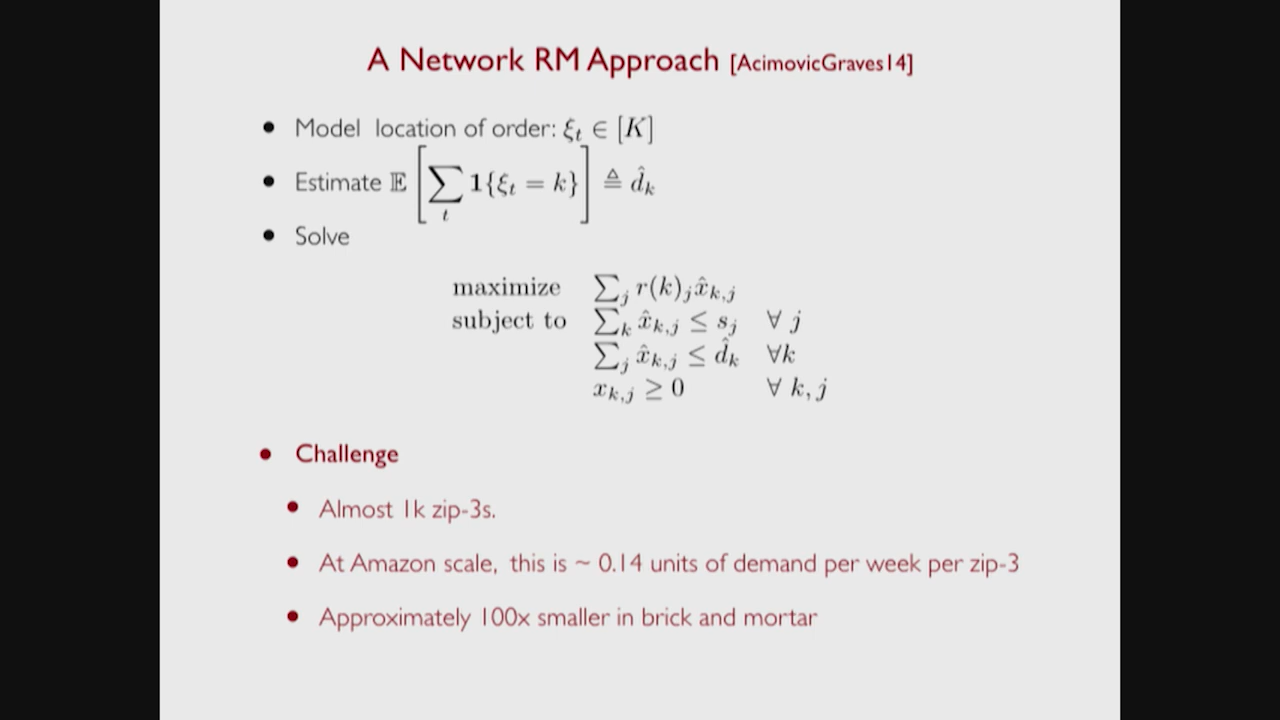 A Network RM Approach [AcimovicGraves14]
• Model location of order: ξ_t ∈ [K]
• Estimate 𝔼 [∑_t 1{ξ_t = k}] ≜ d̂_k
• Solve
maximize ∑_j r(k)_j x̂_{k,j}
subject to ∑_k x̂_{k,j} ≤ s_j ∀ j
∑_j x̂_{k,j} ≤ d̂_k ∀k
x_{k,j} ≥ 0 ∀ k, j
• Challenge
• Almost 1k zip-3s.
• At Amazon scale, this is ~ 0.14 units of demand per week per zip-3
• Approximately 100x smaller in brick and mortar